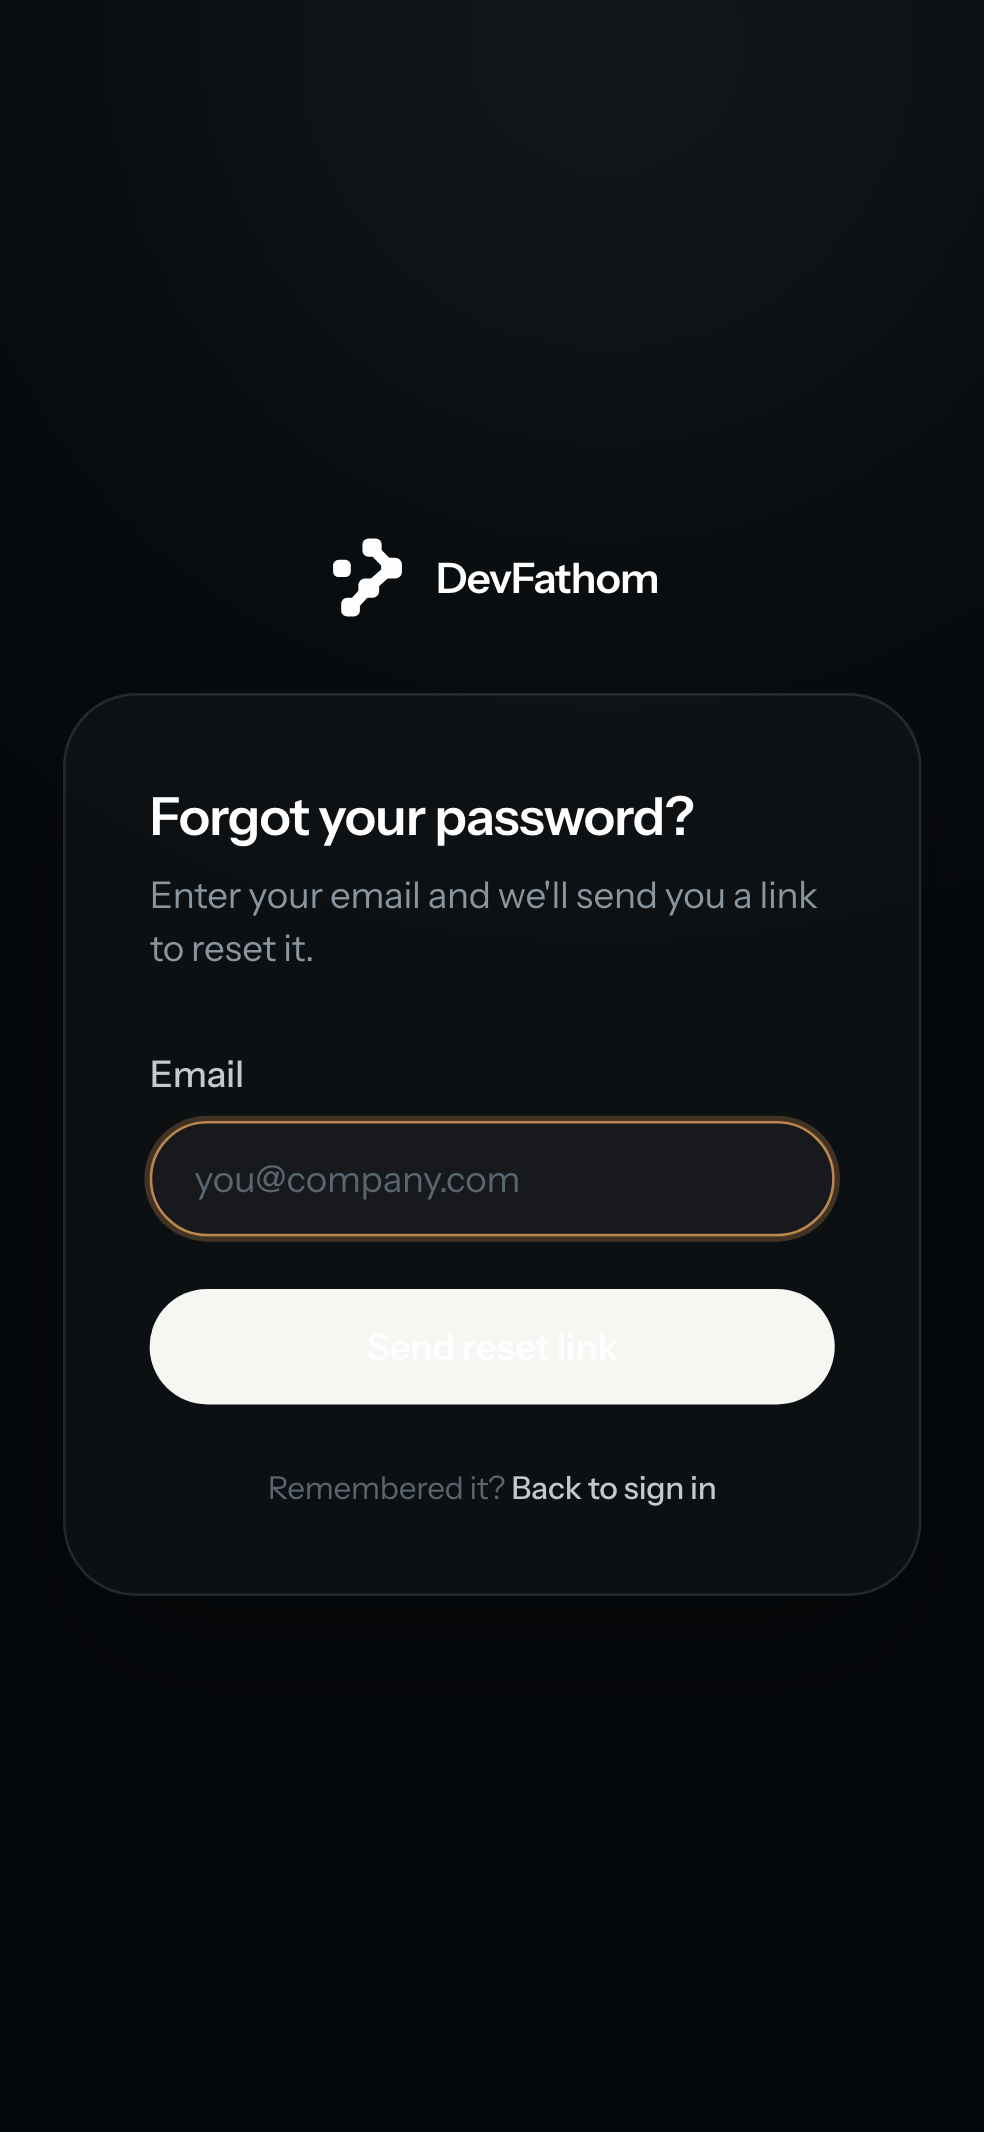 DevFathom
Forgot your password?
Enter your email and we'll send you a link
to reset it.
Email
you@company.com
Send reset link
Remembered it? Back to sign in